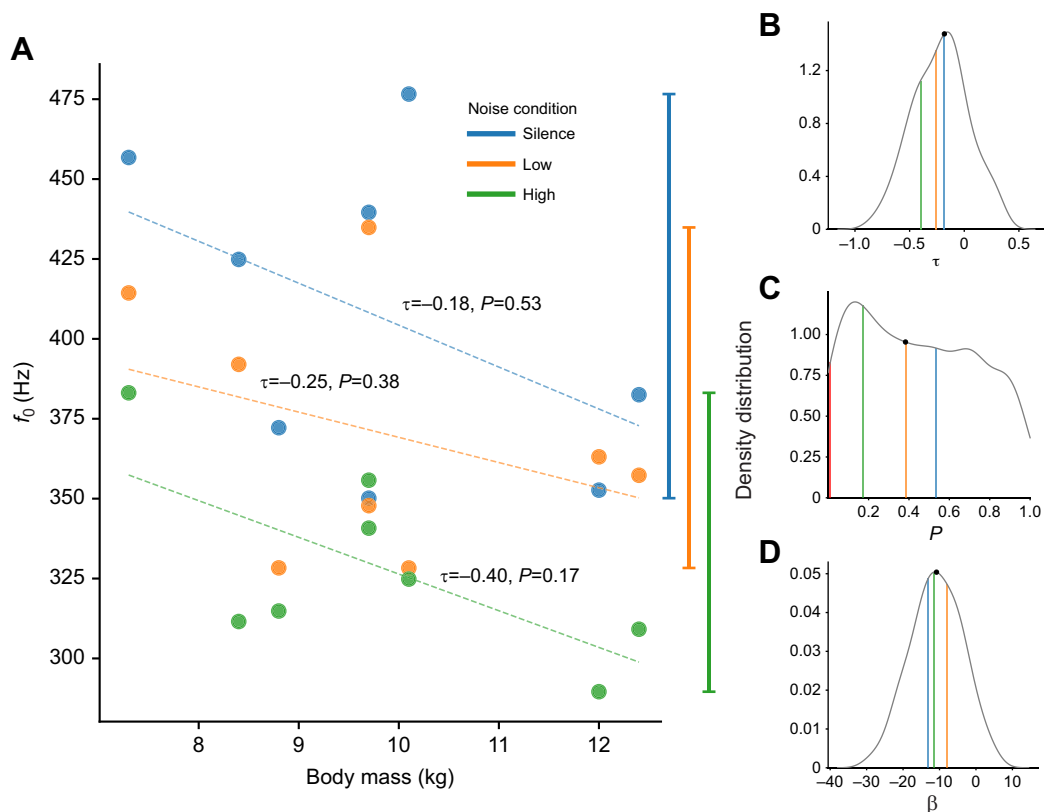 A
475
450
425
400
375
350
325
300
f0 (Hz)
8
9
10
11
12
Body mass (kg)
Noise condition
Silence
Low
High
τ=–0.18, P=0.53
τ=–0.25, P=0.38
τ=–0.40, P=0.17
Density distribution
B
1.2
0.8
0.4
0
–1.0
–0.5
0
0.5
τ
C
1.00
0.75
0.50
0.25
0
0.2
0.4
0.6
0.8
1.0
P
D
0.05
0.04
0.03
0.02
0.01
0
–40
–30
–20
–10
0
10
β